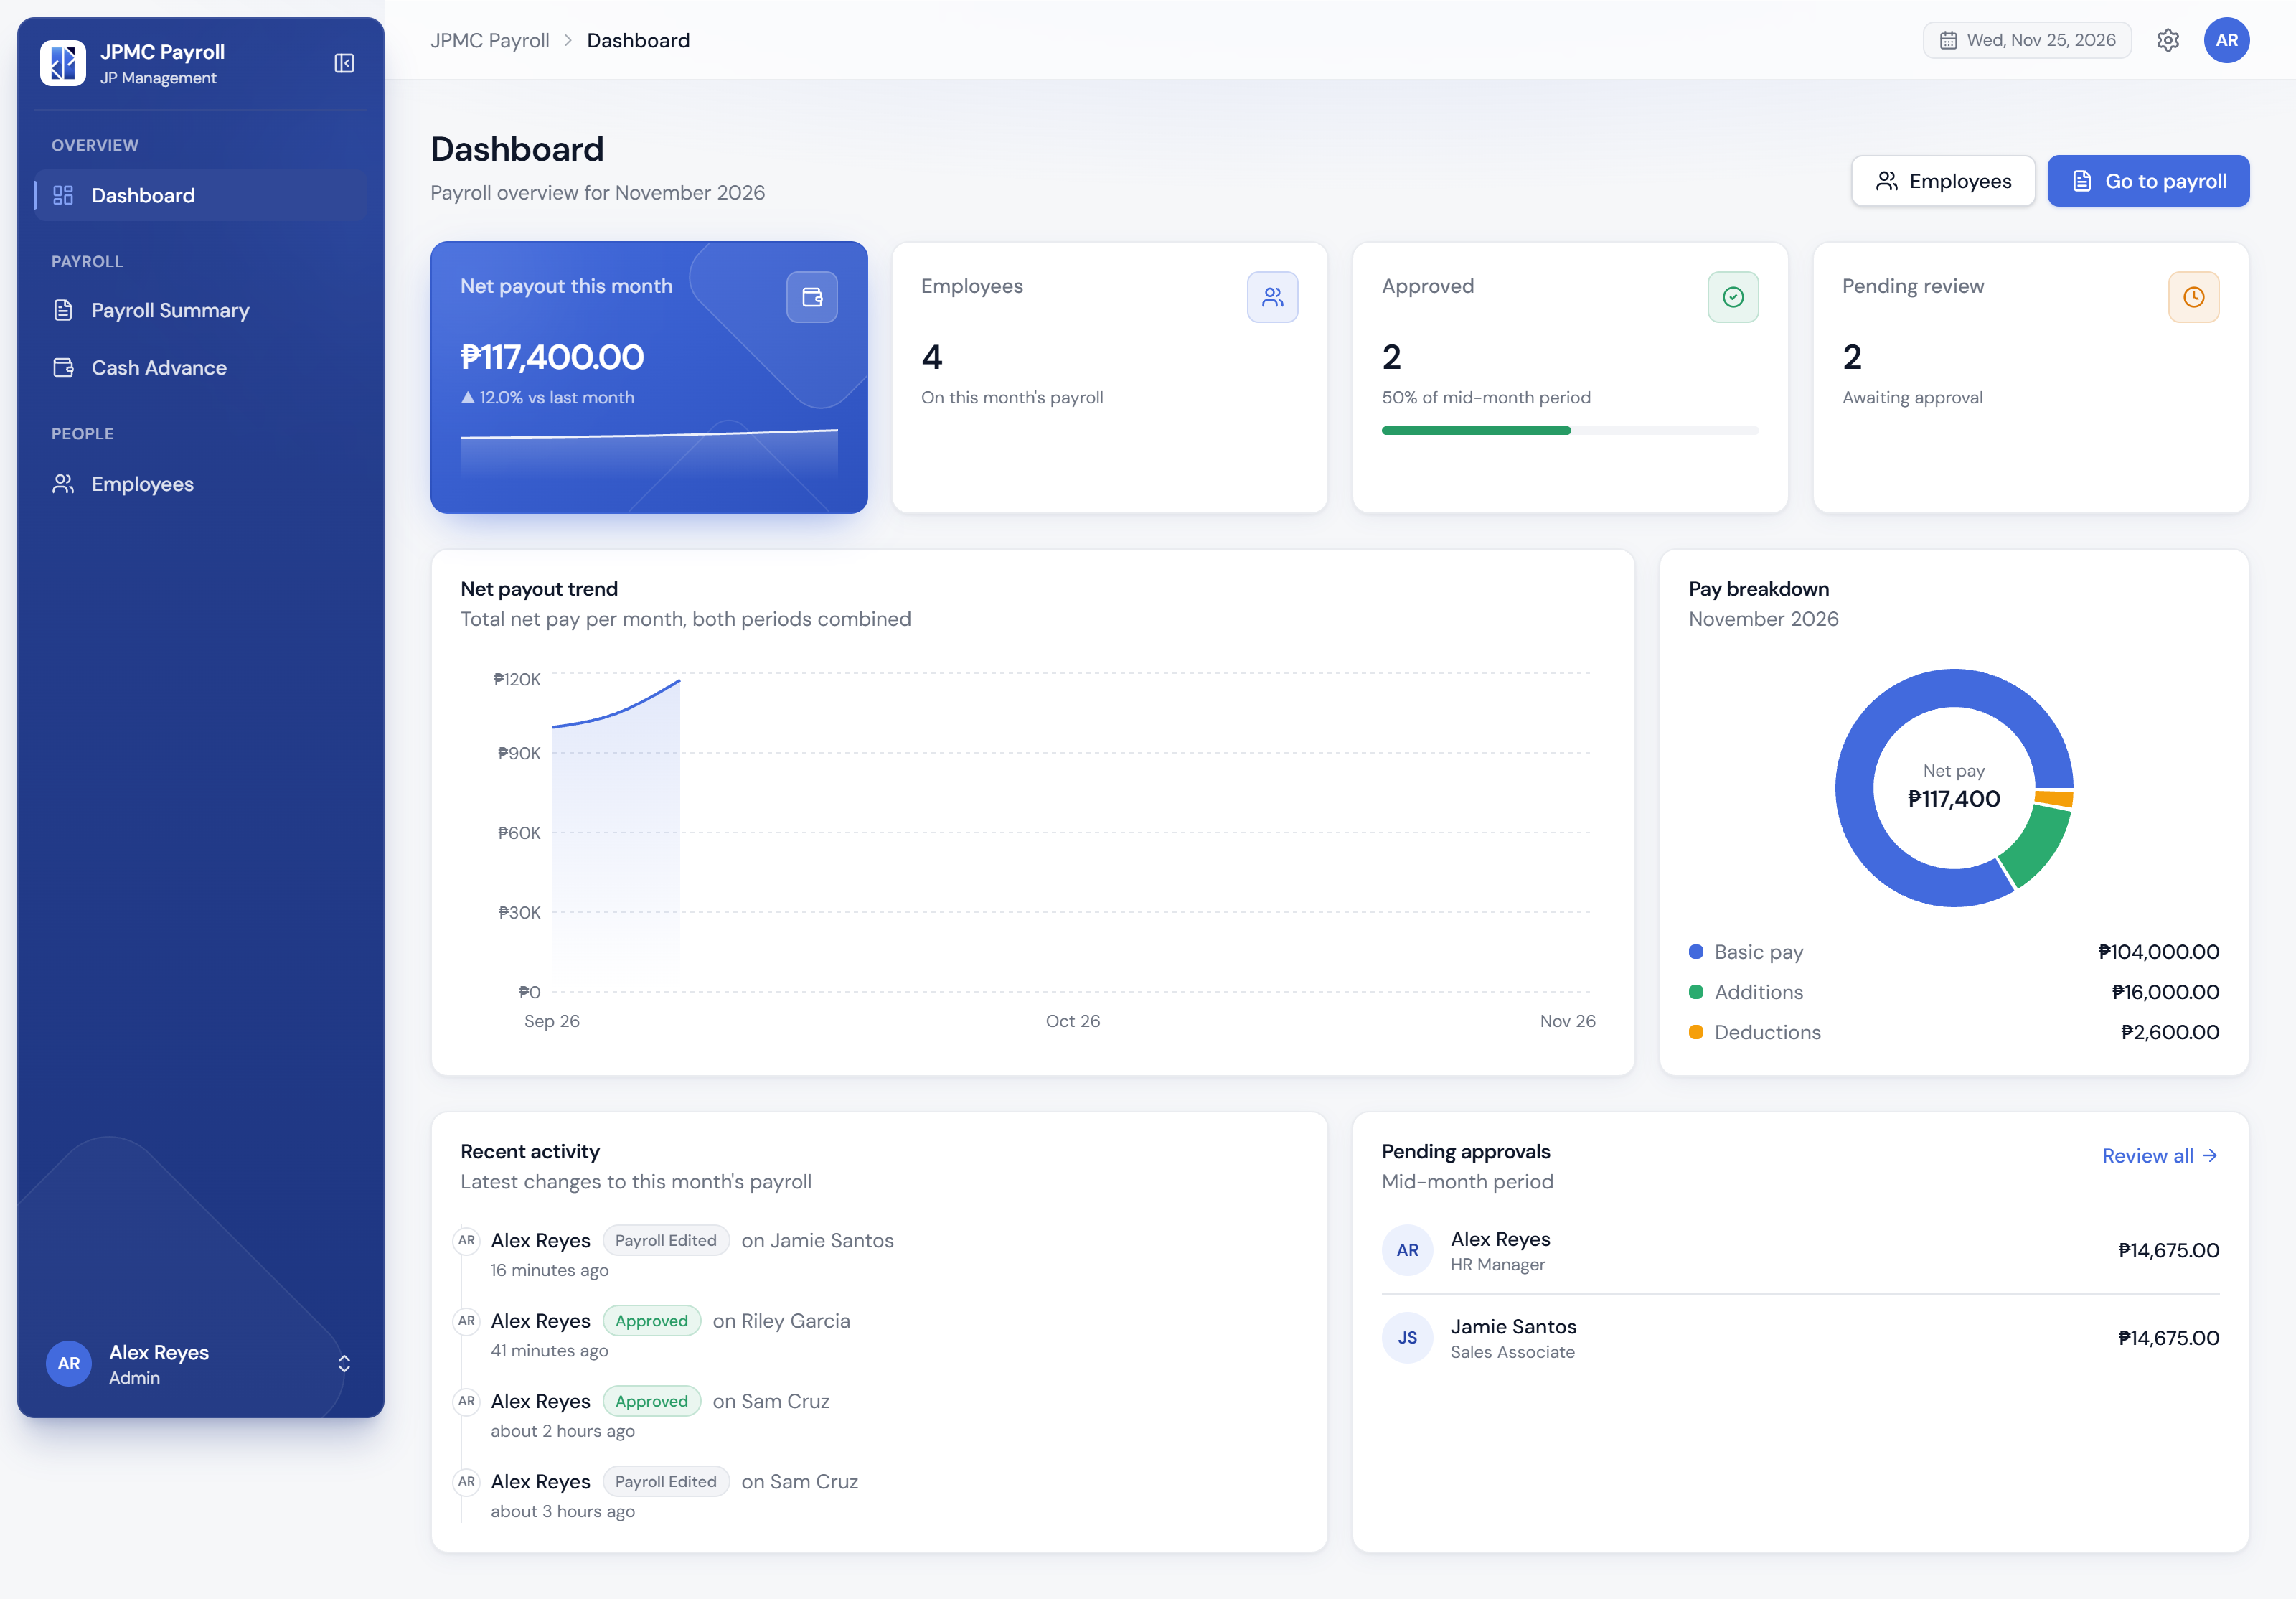 JPMC Payroll
JP Management
OVERVIEW
Dashboard
PAYROLL
Payroll Summary
Cash Advance
PEOPLE
Employees
AR
Alex Reyes
Admin
JPMC Payroll > Dashboard
Wed, Nov 25, 2026
AR
Dashboard
Payroll overview for November 2026
Employees
Go to payroll
Net payout this month
₱117,400.00
▲ 12.0% vs last month
Employees
4
On this month's payroll
Approved
2
50% of mid-month period
Pending review
2
Awaiting approval
Net payout trend
Total net pay per month, both periods combined
₱120K
₱90K
₱60K
₱30K
₱0
Sep 26
Oct 26
Nov 26
Pay breakdown
November 2026
Net pay
₱117,400
Basic pay ₱104,000.00
Additions ₱16,000.00
Deductions ₱2,600.00
Recent activity
Latest changes to this month's payroll
AR Alex Reyes Payroll Edited on Jamie Santos
16 minutes ago
AR Alex Reyes Approved on Riley Garcia
41 minutes ago
AR Alex Reyes Approved on Sam Cruz
about 2 hours ago
AR Alex Reyes Payroll Edited on Sam Cruz
about 3 hours ago
Pending approvals
Mid-month period
Review all →
AR
Alex Reyes
HR Manager
₱14,675.00
JS
Jamie Santos
Sales Associate
₱14,675.00